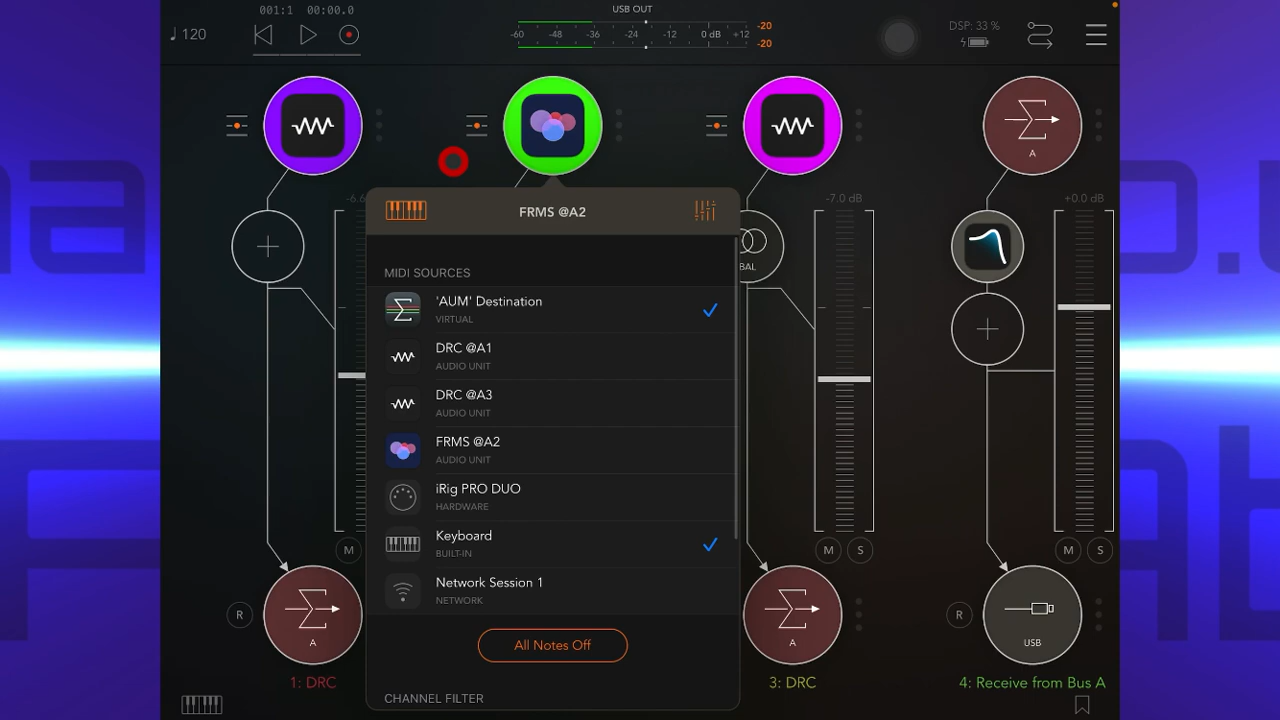 001:1 00:00.0
USB OUT
120
-60 -48 -36 -24 -12 0 dB +12
-20
-20
DSP: 33 %
A
-6.6
FRMS @A2
-7.0 dB
+0.0 dB
BAL
MIDI SOURCES
'AUM' Destination
VIRTUAL
DRC @A1
AUDIO UNIT
DRC @A3
AUDIO UNIT
FRMS @A2
AUDIO UNIT
iRig PRO DUO
HARDWARE
Keyboard
BUILT-IN
Network Session 1
NETWORK
M
M S
M S
R
A
A
R
USB
All Notes Off
1: DRC
3: DRC
4: Receive from Bus A
CHANNEL FILTER